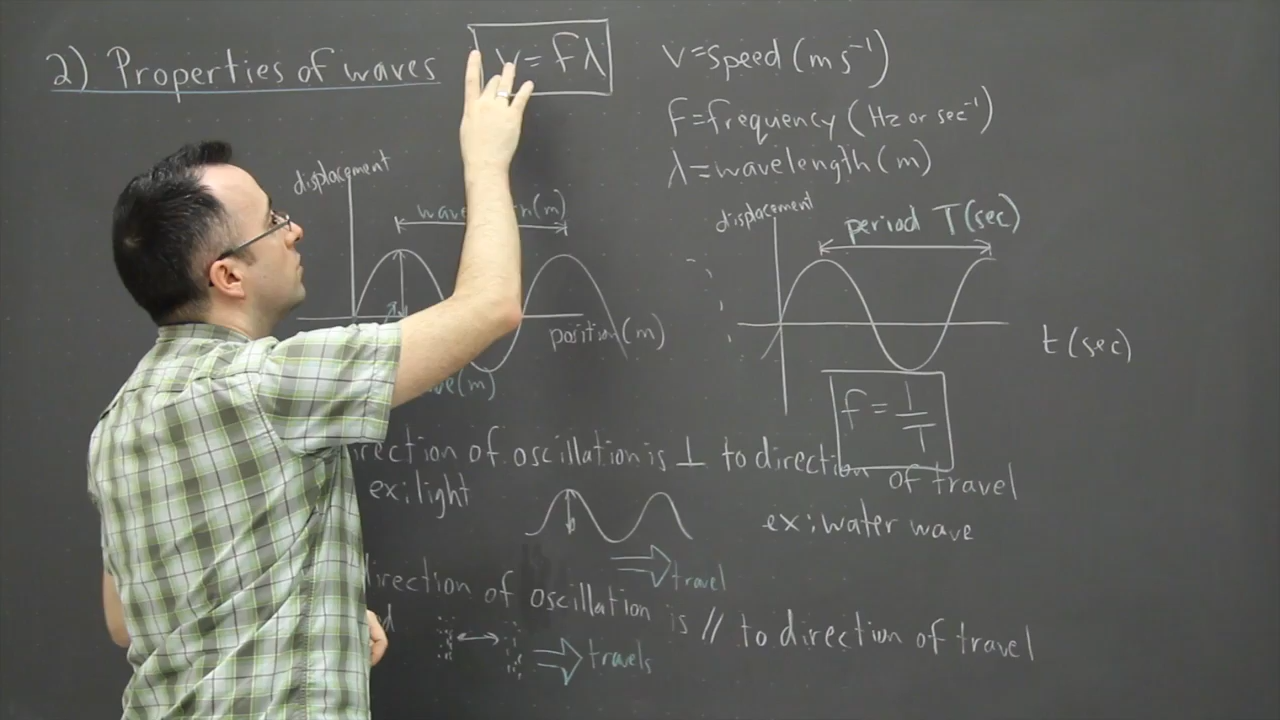 2) Properties of waves
v = fλ
v=speed (m s⁻¹)
f=frequency (Hz or sec⁻¹)
λ=wavelength (m)
displacement
(m)
position (m)
displacement
period T (sec)
t (sec)
f = 1/T
(m)
direction of oscillation is ⊥ to direction of travel
ex: light
ex: water wave
travel
direction of oscillation is // to direction of travel
travels